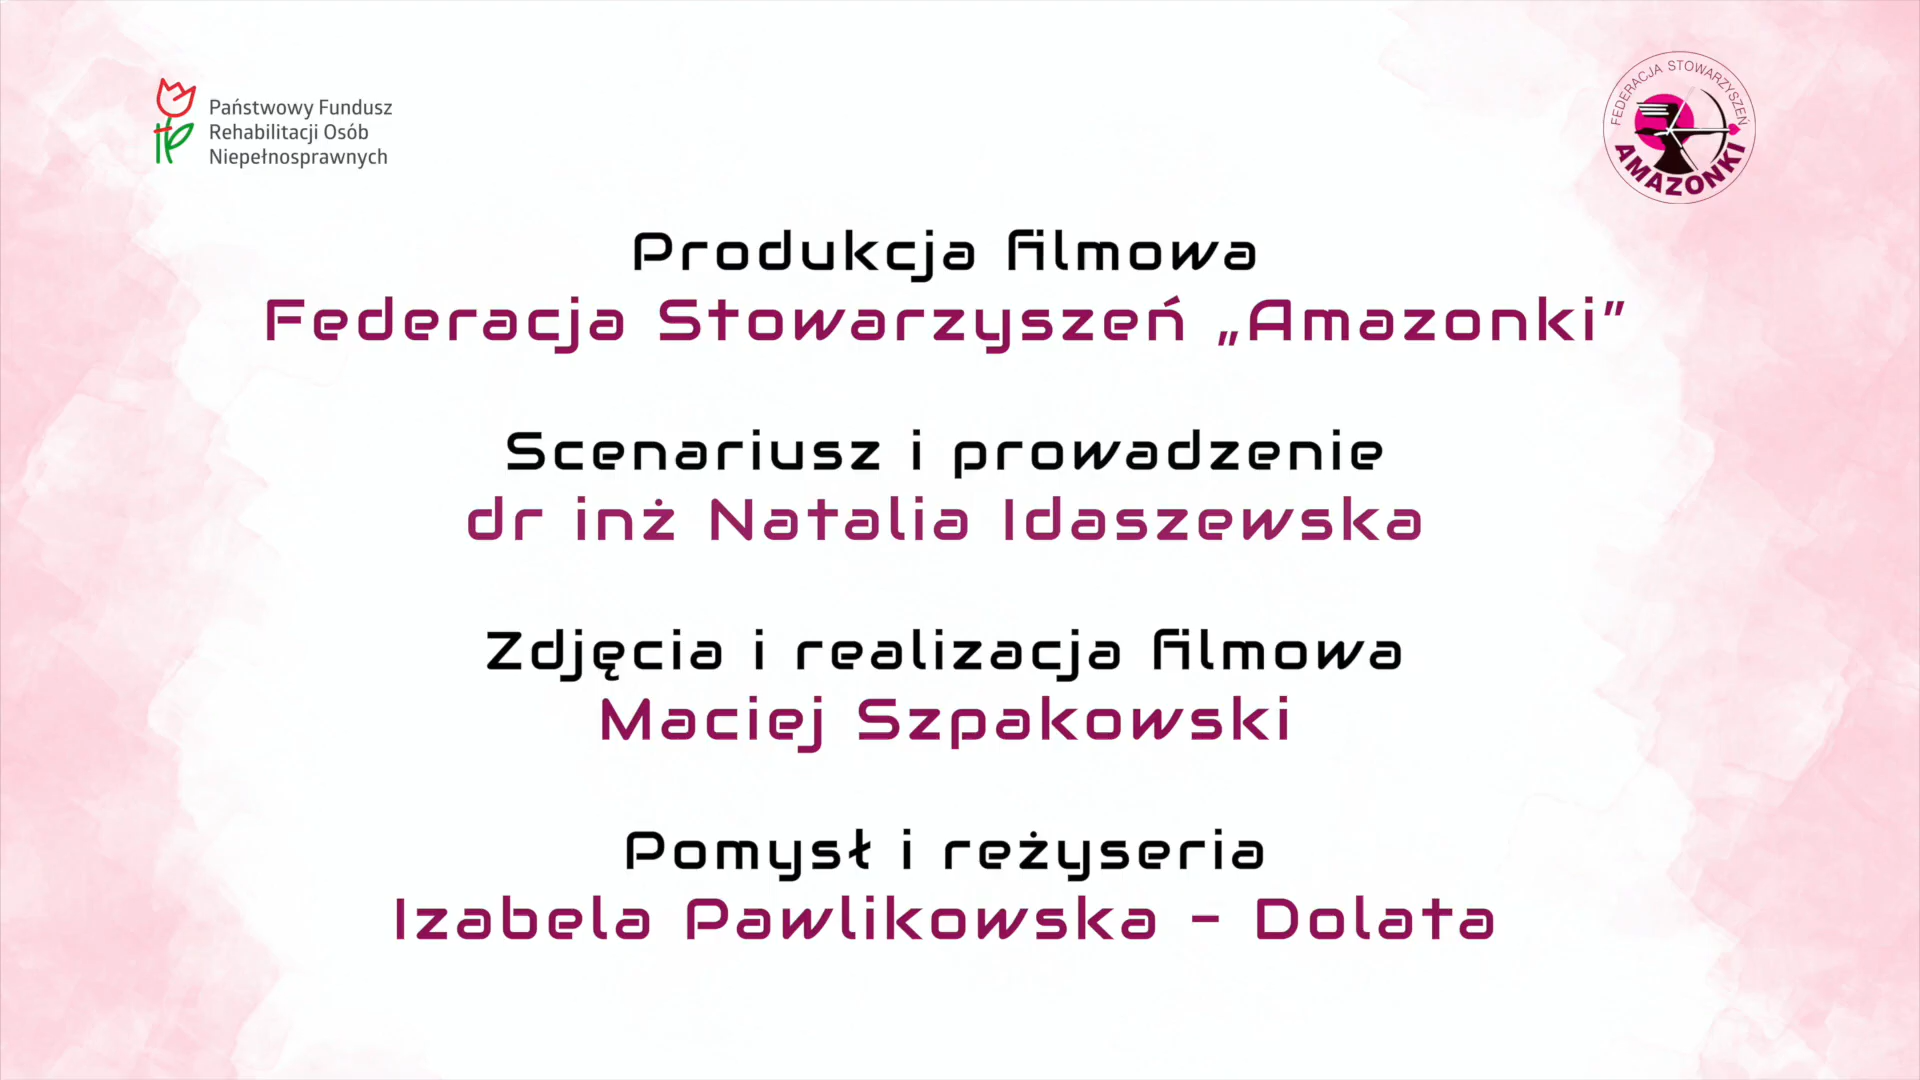 Państwowy Fundusz
Rehabilitacji Osób
Niepełnosprawnych
FEDERACJA STOWARZYSZEŃ
AMAZONKI
Produkcja filmowa
Federacja Stowarzyszeń „Amazonki”
Scenariusz i prowadzenie
dr inż Natalia Idaszewska
Zdjęcia i realizacja filmowa
Maciej Szpakowski
Pomysł i reżyseria
Izabela Pawlikowska - Dolata